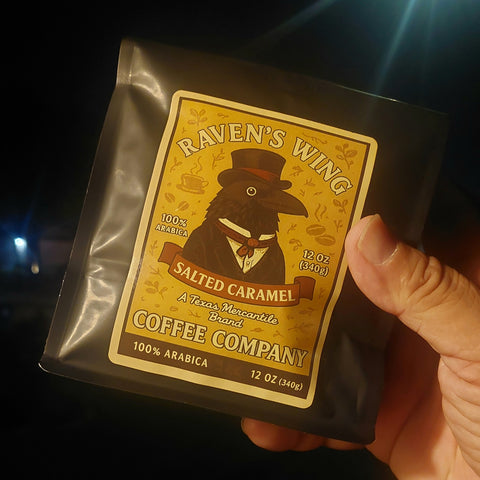 RAVEN'S WING
100%
ARABICA
12 OZ
(340g)
SALTED CARAMEL
A Texas Mercantile
Brand
COFFEE COMPANY
100% ARABICA
12 OZ (340g)